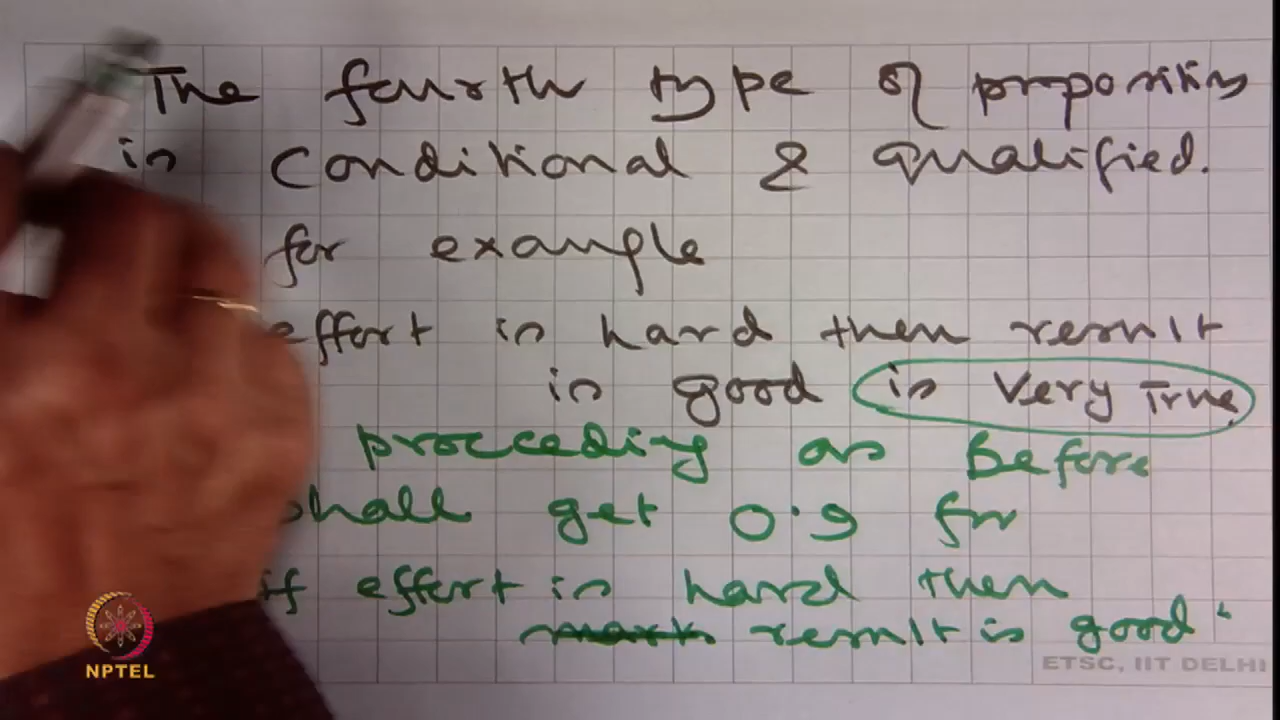 The fourth type of proposition
is conditional & qualified.
for example
effort is hard then result
is good is Very True.
proceeding as Before
shall get 0.9 for
if effort is hard then
result is good"
ETSC, IIT DELHI
NPTEL